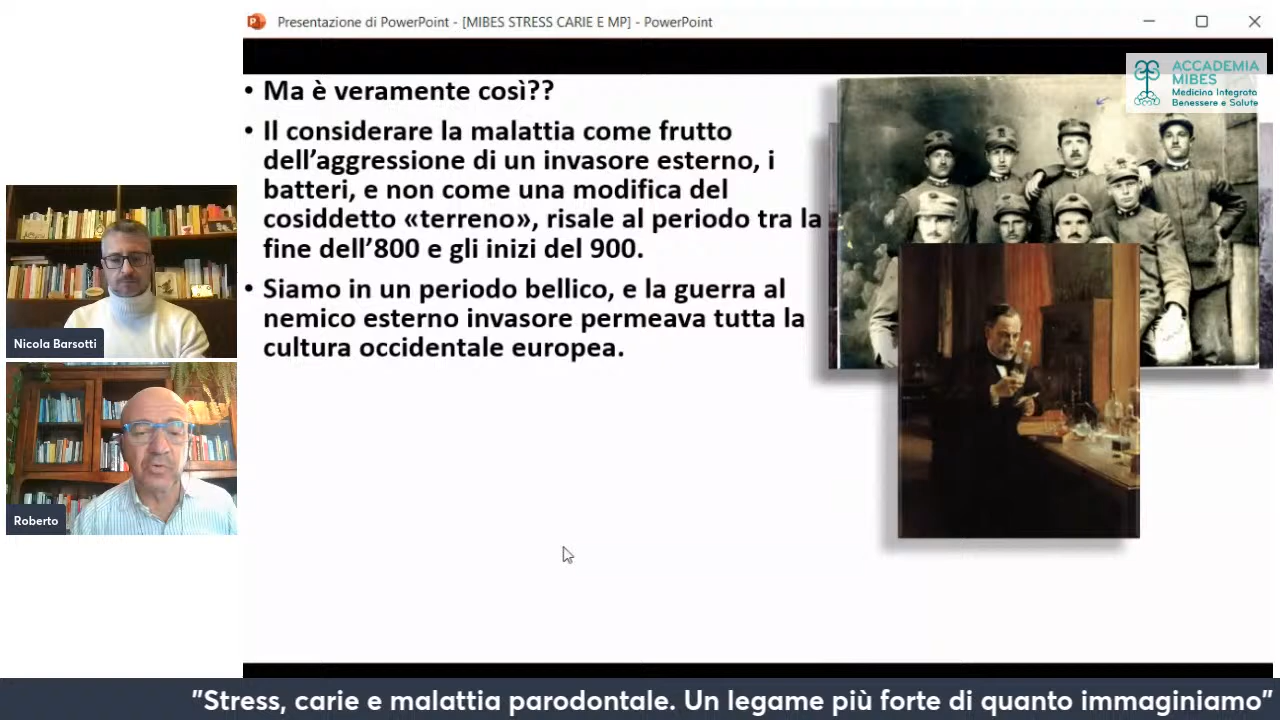 Presentazione di PowerPoint - [MIBES STRESS CARIE E MP] - PowerPoint
ACCADEMIA
MIBES
Medicina Integrata
Benessere e Salute
• Ma è veramente così??
• Il considerare la malattia come frutto
dell’aggressione di un invasore esterno, i
batteri, e non come una modifica del
cosiddetto «terreno», risale al periodo tra la
fine dell’800 e gli inizi del 900.
• Siamo in un periodo bellico, e la guerra al
nemico esterno invasore permeava tutta la
cultura occidentale europea.
Nicola Barsotti
Roberto
"Stress, carie e malattia parodontale. Un legame più forte di quanto immaginiamo"